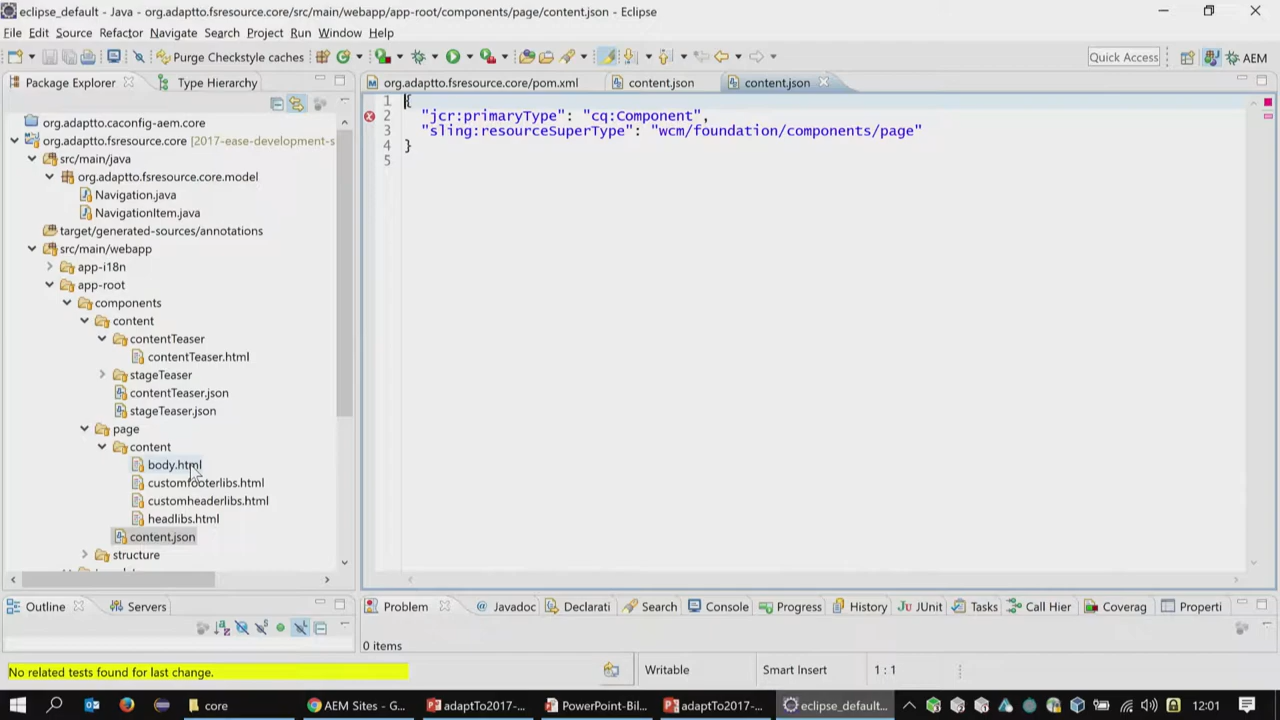 eclipse_default - Java - org.adaptto.fsresource.core/src/main/webapp/app-root/components/page/content.json - Eclipse
File Edit Source Refactor Navigate Search Project Run Window Help
Purge Checkstyle caches
Quick Access
AEM
Package Explorer
Type Hierarchy
org.adaptto.fsresource.core/pom.xml
content.json
content.json
org.adaptto.caconfig-aem.core
org.adaptto.fsresource.core [2017-ease-development-s
src/main/java
org.adaptto.fsresource.core.model
Navigation.java
NavigationItem.java
target/generated-sources/annotations
src/main/webapp
app-i18n
app-root
components
content
contentTeaser
contentTeaser.html
stageTeaser
contentTeaser.json
stageTeaser.json
page
content
body.html
customfooterlibs.html
customheaderlibs.html
headlibs.html
content.json
structure
1 {
2 "jcr:primaryType": "cq:Component",
3 "sling:resourceSuperType": "wcm/foundation/components/page"
4 }
5
Outline
Servers
Problem
Javadoc
Declarati
Search
Console
Progress
History
JUnit
Tasks
Call Hier
Coverag
Properti
0 items
No related tests found for last change.
Writable
Smart Insert
1 : 1
core
AEM Sites - G...
adaptTo2017-...
PowerPoint-Bil...
adaptTo2017-...
eclipse_default...
12:01